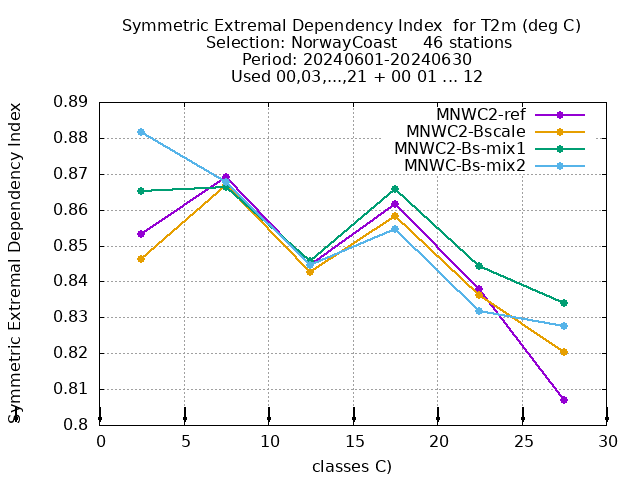 Symmetric Extremal Dependency Index for T2m (deg C)
Selection: NorwayCoast 46 stations
Period: 20240601-20240630
Used 00,03,...,21 + 00 01 ... 12
Symmetric Extremal Dependency Index
0.89
0.88
0.87
0.86
0.85
0.84
0.83
0.82
0.81
0.8
MNWC2-ref
MNWC2-Bscale
MNWC2-Bs-mix1
MNWC-Bs-mix2
0 5 10 15 20 25 30
classes C)